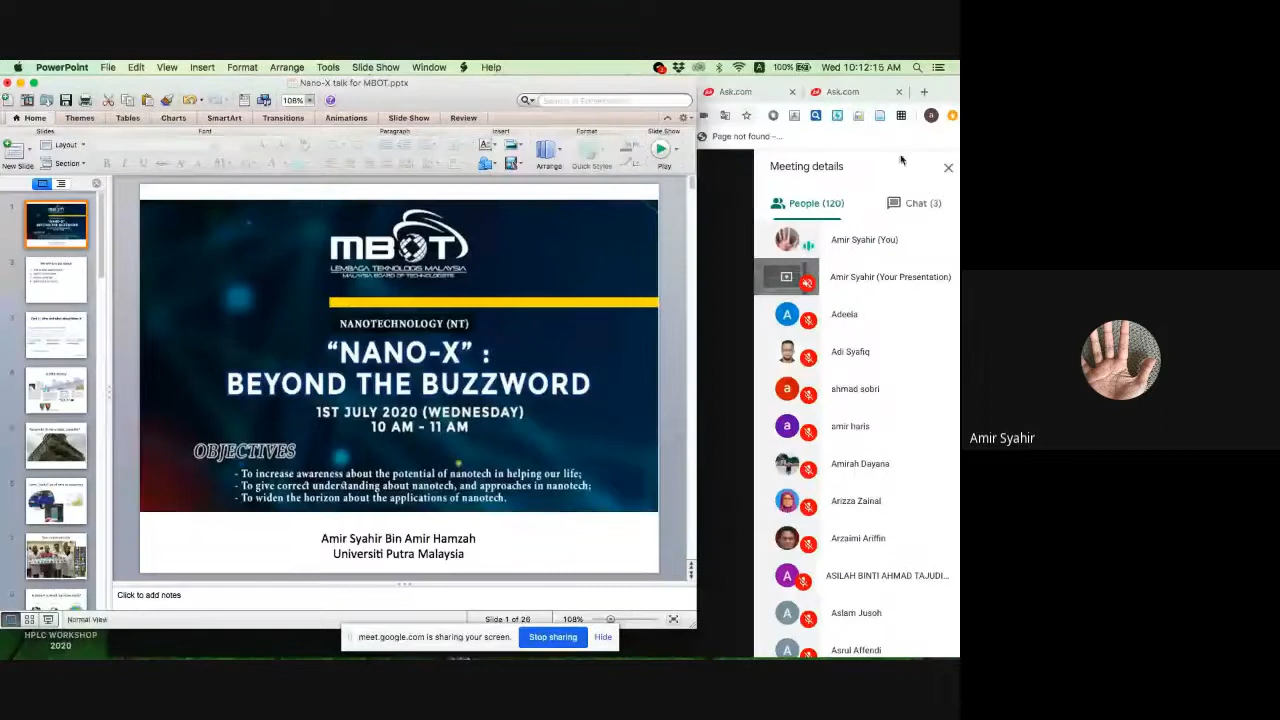 PowerPoint File Edit View Insert Format Arrange Tools Slide Show Window Help
100% Wed 10:12:15 AM
Nano-X talk for MBOT.pptx
108%
Ask.com
Ask.com
Home Themes Tables Charts SmartArt Transitions Animations Slide Show Review
Slides Font Paragraph Insert Format Slide Show
Layout
New Slide Section
Arrange Quick Styles Play
Page not found –...
MBOT
LEMBAGA TEKNOLOGIS MALAYSIA
MALAYSIA BOARD OF TECHNOLOGISTS
NANOTECHNOLOGY (NT)
“NANO-X” :
BEYOND THE BUZZWORD
1ST JULY 2020 (WEDNESDAY)
10 AM - 11 AM
OBJECTIVES
- To increase awareness about the potential of nanotech in helping our life;
- To give correct understanding about nanotech, and approaches in nanotech;
- To widen the horizon about the applications of nanotech.
Amir Syahir Bin Amir Hamzah
Universiti Putra Malaysia
Click to add notes
Normal View
Slide 1 of 26
108%
HPLC WORKSHOP
2020
meet.google.com is sharing your screen. Stop sharing Hide
Meeting details
People (120) Chat (3)
Amir Syahir (You)
Amir Syahir (Your Presentation)
A Adeela
Adi Syafiq
a ahmad sobri
a amir haris
Amirah Dayana
Arizza Zainal
Arzaimi Ariffin
A ASILAH BINTI AHMAD TAJUDI...
A Aslam Jusoh
A Asrul Affendi
Amir Syahir